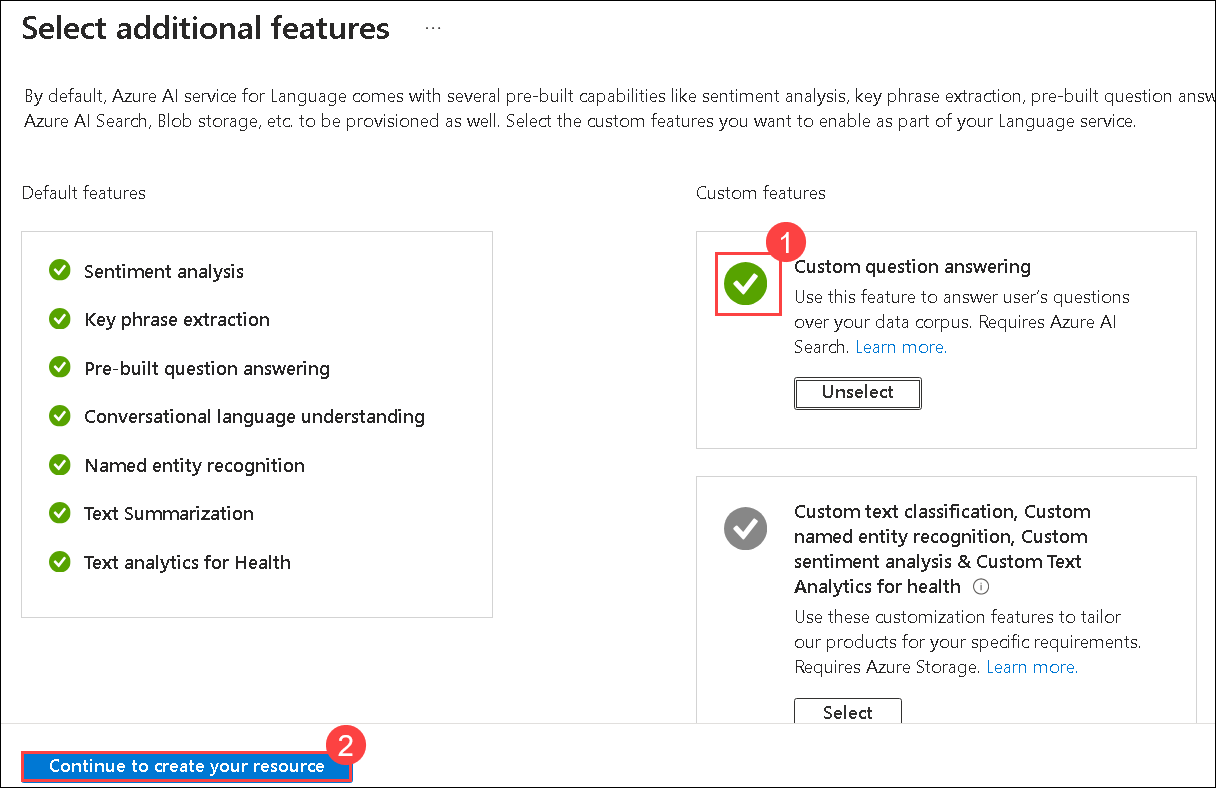 Select additional features ...
By default, Azure AI service for Language comes with several pre-built capabilities like sentiment analysis, key phrase extraction, pre-built question answ
Azure AI Search, Blob storage, etc. to be provisioned as well. Select the custom features you want to enable as part of your Language service.
Default features
Sentiment analysis
Key phrase extraction
Pre-built question answering
Conversational language understanding
Named entity recognition
Text Summarization
Text analytics for Health
Custom features
1
Custom question answering
Use this feature to answer user's questions
over your data corpus. Requires Azure AI
Search. Learn more.
Unselect
Custom text classification, Custom
named entity recognition, Custom
sentiment analysis & Custom Text
Analytics for health
Use these customization features to tailor
our products for your specific requirements.
Requires Azure Storage. Learn more.
Select
2
Continue to create your resource